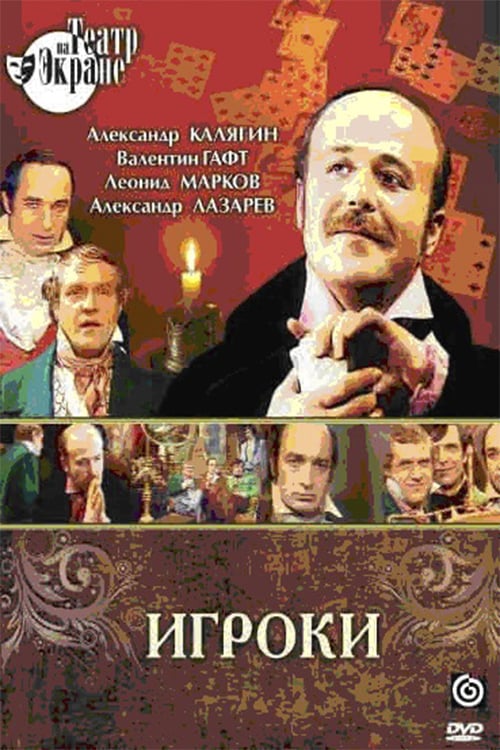 Театр
на
Экране
Александр КАЛЯГИН
Валентин ГАФТ
Леонид МАРКОВ
Александр ЛАЗАРЕВ
ИГРОКИ
DVD